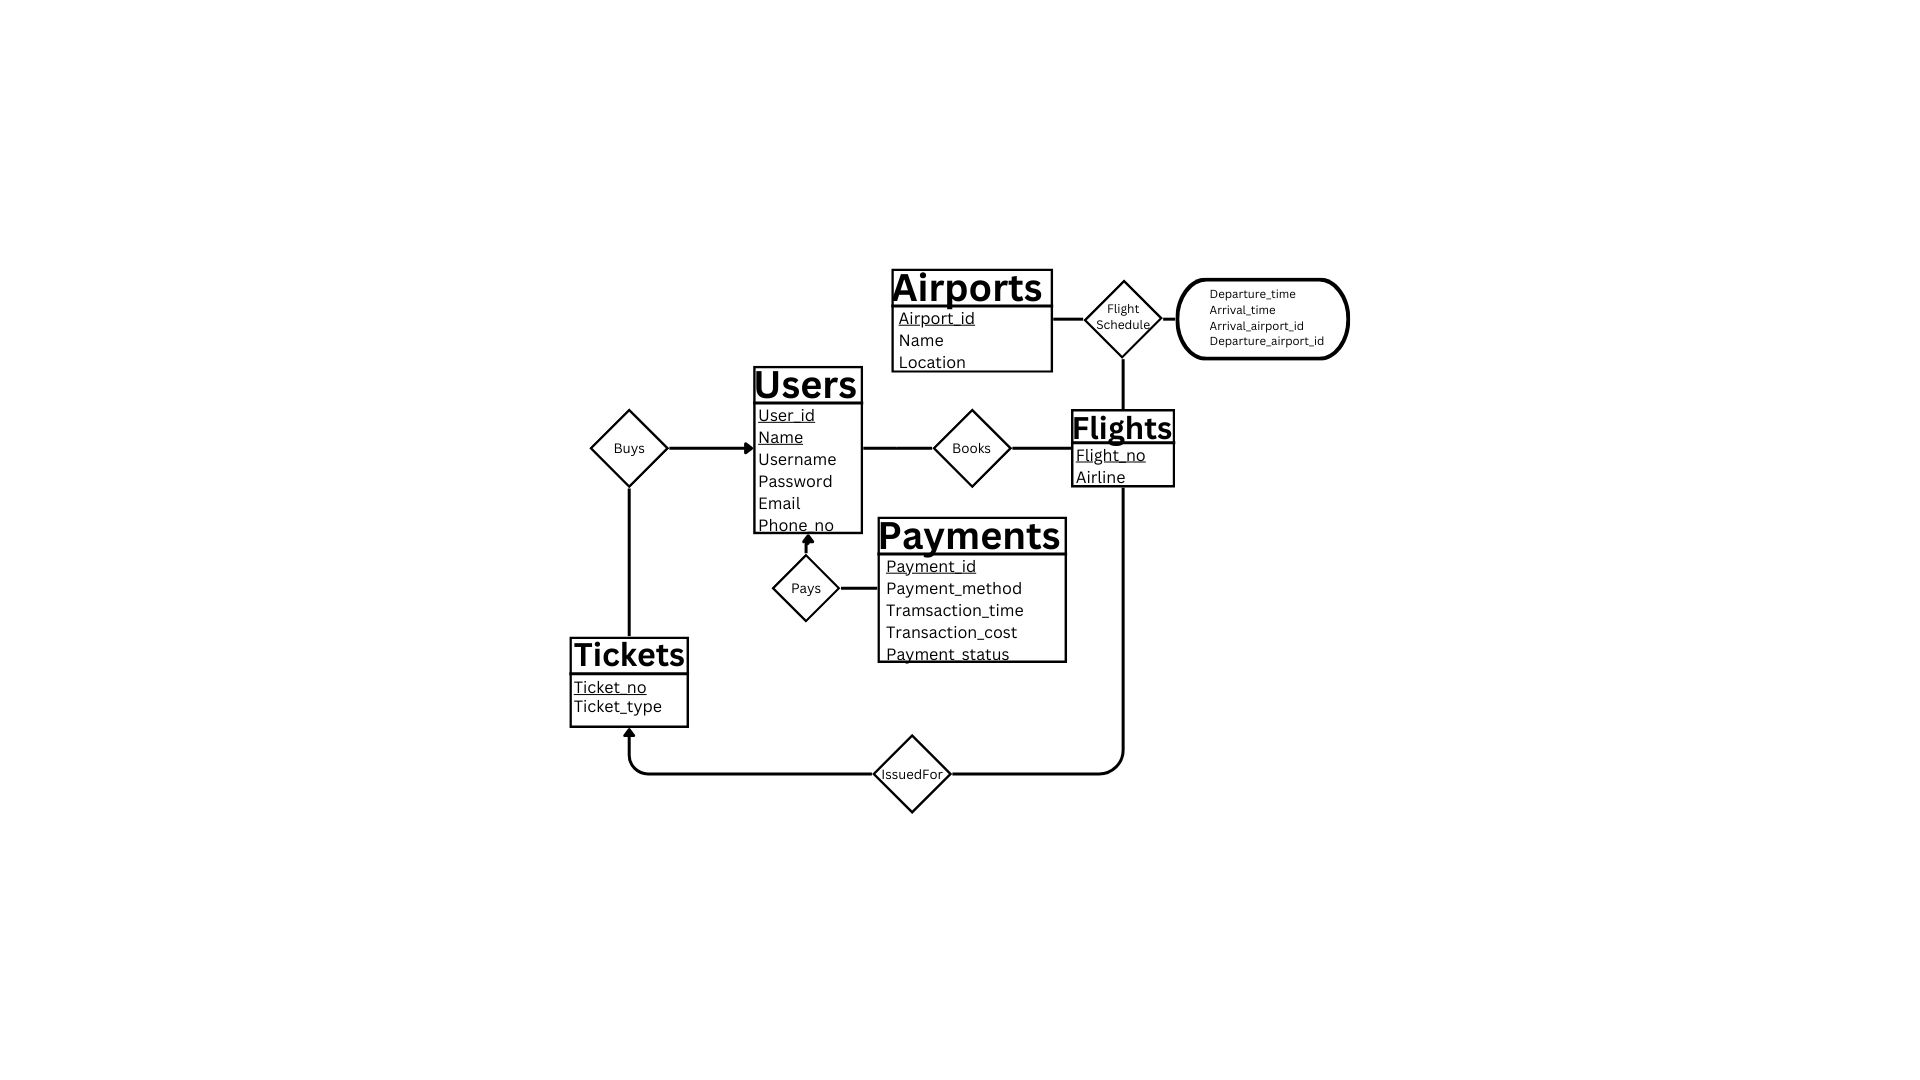 Airports
Airport_id
Name
Location
Flight
Schedule
Departure_time
Arrival_time
Arrival_airport_id
Departure_airport_id
Users
User_id
Name
Username
Password
Email
Phone_no
Buys
Books
Flights
Flight_no
Airline
Pays
Payments
Payment_id
Payment_method
Tramsaction_time
Transaction_cost
Payment_status
Tickets
Ticket_no
Ticket_type
IssuedFor